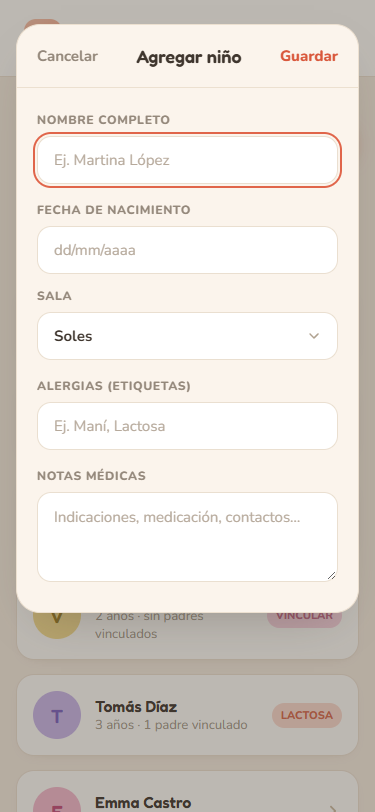 Cancelar
Agregar niño
Guardar
NOMBRE COMPLETO
Ej. Martina López
FECHA DE NACIMIENTO
dd/mm/aaaa
SALA
Soles
ALERGIAS (ETIQUETAS)
Ej. Maní, Lactosa
NOTAS MÉDICAS
Indicaciones, medicación, contactos...
V
2 años · sin padres
vinculados
VINCULAR
T
Tomás Díaz
3 años · 1 padre vinculado
LACTOSA
E
Emma Castro